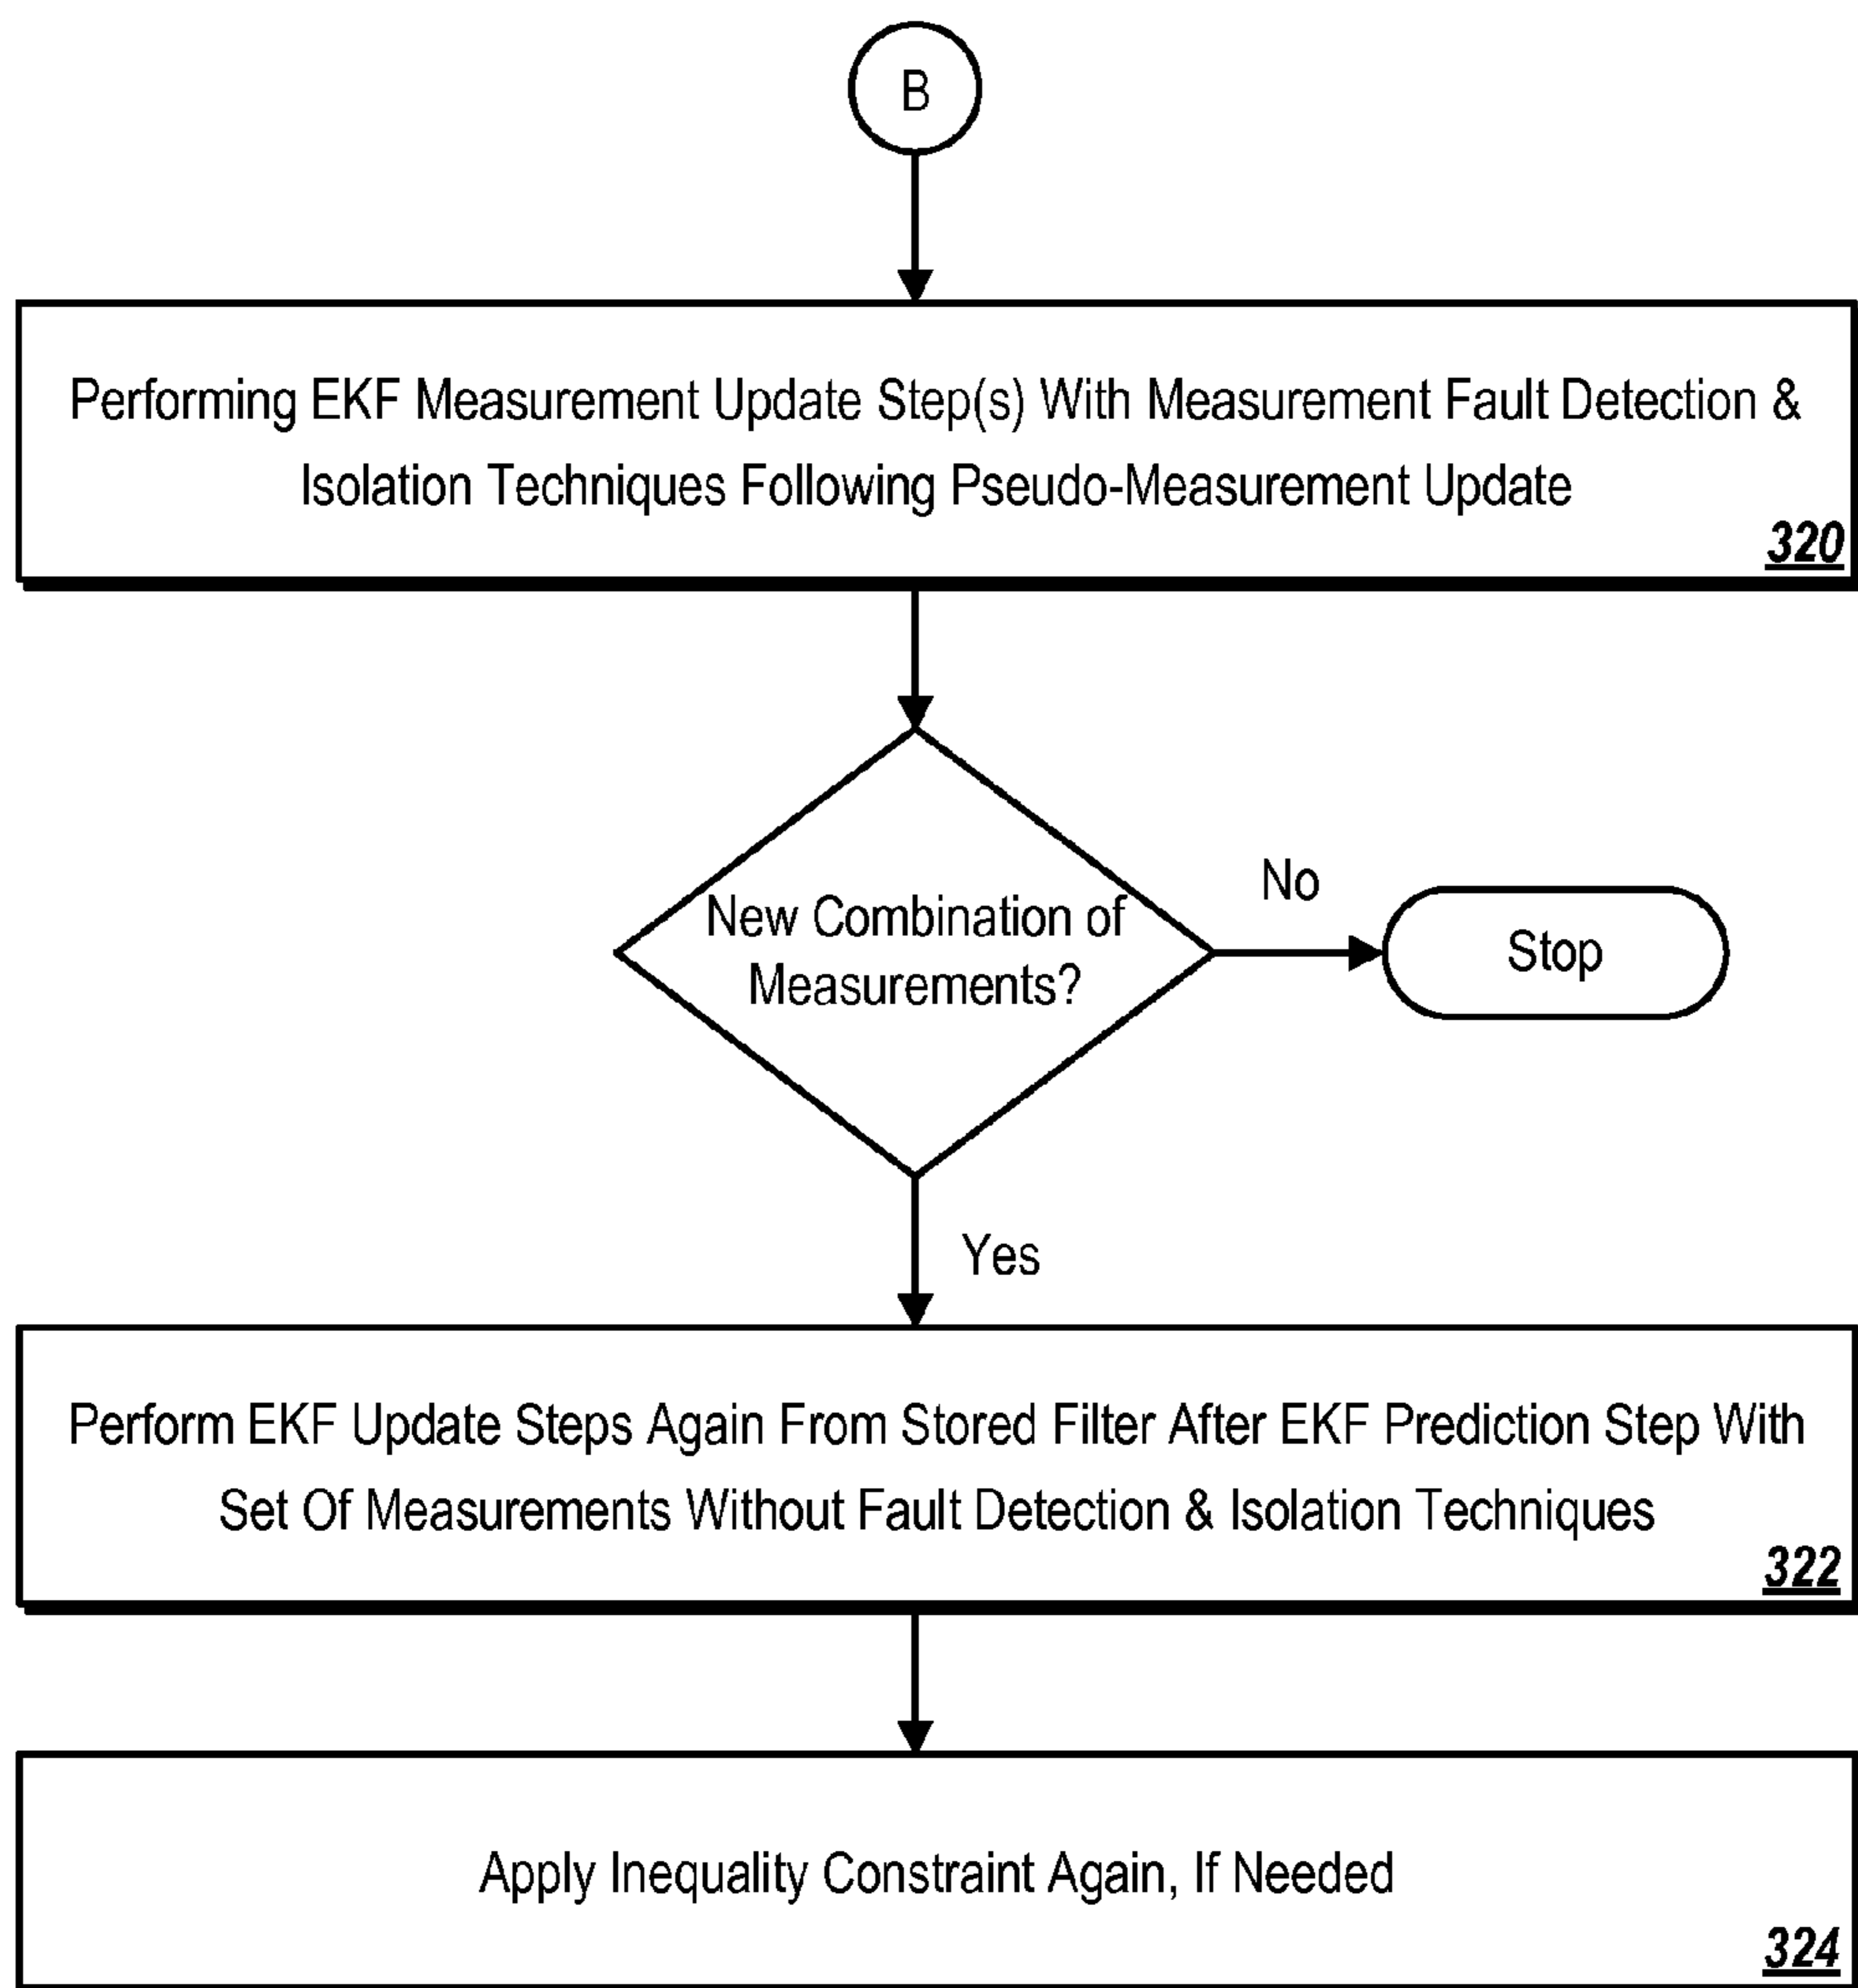 B
Performing EKF Measurement Update Step(s) With Measurement Fault Detection &
Isolation Techniques Following Pseudo-Measurement Update
320
New Combination of
Measurements?
No
Stop
Yes
Perform EKF Update Steps Again From Stored Filter After EKF Prediction Step With
Set Of Measurements Without Fault Detection & Isolation Techniques
322
Apply Inequality Constraint Again, If Needed
324